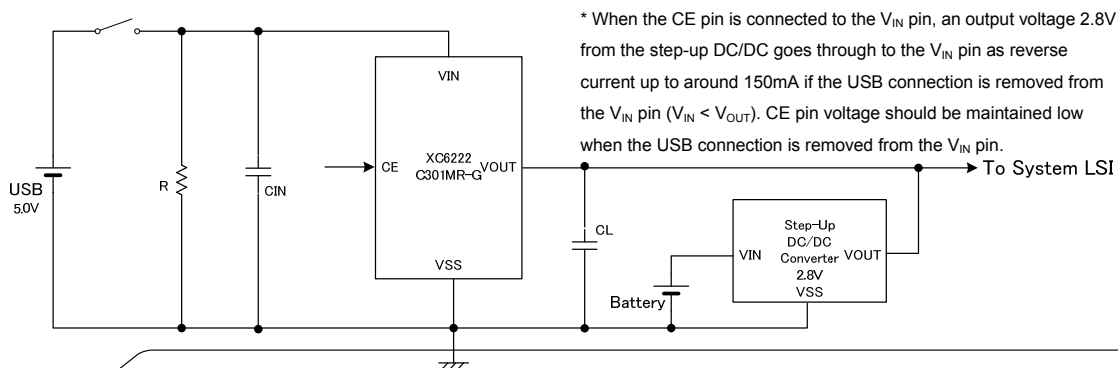 * When the CE pin is connected to the VIN pin, an output voltage 2.8V
from the step-up DC/DC goes through to the VIN pin as reverse
current up to around 150mA if the USB connection is removed from
the VIN pin (VIN < VOUT). CE pin voltage should be maintained low
when the USB connection is removed from the VIN pin.
VIN
CE
XC6222
C301MR-G
VOUT
VSS
USB
5.0V
R
CIN
CL
To System LSI
Step-Up
DC/DC
Converter
2.8V
VIN
VOUT
VSS
Battery